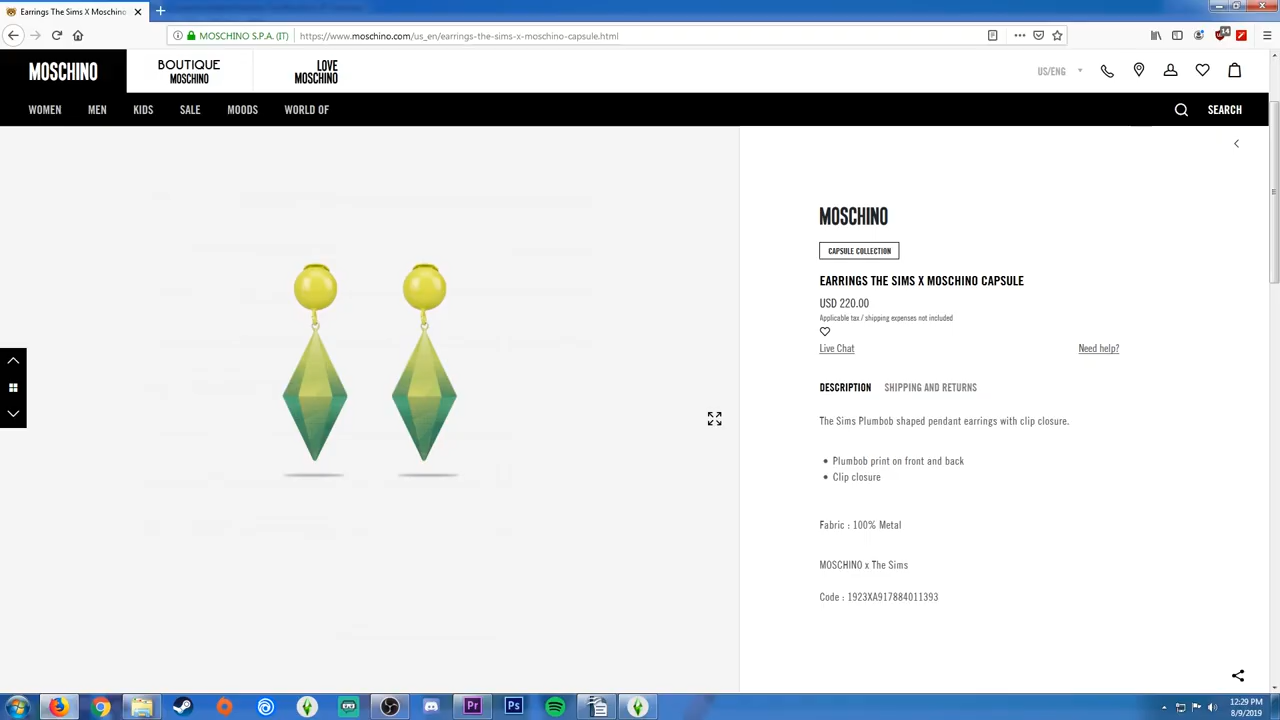 Earrings The Sims X Moschino
MOSCHINO S.P.A. (IT)
https://www.moschino.com/us_en/earrings-the-sims-x-moschino-capsule.html
14
MOSCHINO
BOUTIQUE
MOSCHINO
LOVE
MOSCHINO
US/ENG
WOMEN
MEN
KIDS
SALE
MOODS
WORLD OF
SEARCH
MOSCHINO
CAPSULE COLLECTION
EARRINGS THE SIMS X MOSCHINO CAPSULE
USD 220.00
Applicable tax / shipping expenses not included
Live Chat
Need help?
DESCRIPTION
SHIPPING AND RETURNS
The Sims Plumbob shaped pendant earrings with clip closure.
• Plumbob print on front and back
• Clip closure
Fabric : 100% Metal
MOSCHINO x The Sims
Code : 1923XA917884011393
Pr
Ps
12:29 PM
8/9/2019